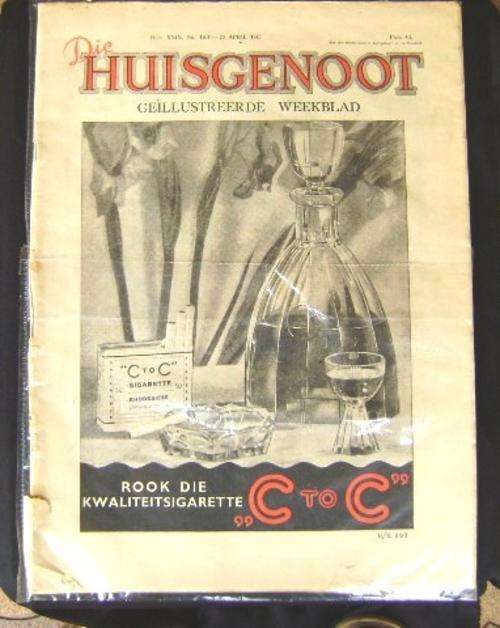 Die
HUISGENOOT
GEÏLLUSTREERDE WEEKBLAD
"C TO C"
SIGARETTE
ROOK DIE
KWALITEITSIGARETTE
„C TO C”